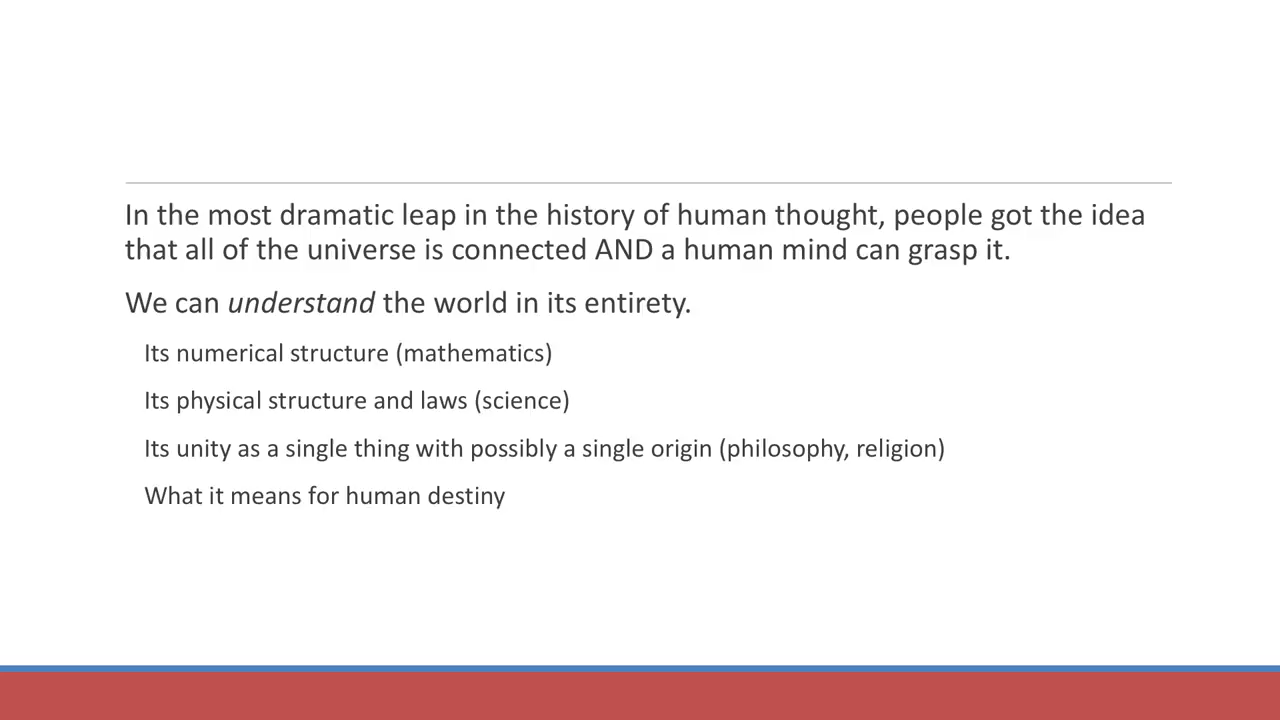 In the most dramatic leap in the history of human thought, people got the idea
that all of the universe is connected AND a human mind can grasp it.
We can understand the world in its entirety.
Its numerical structure (mathematics)
Its physical structure and laws (science)
Its unity as a single thing with possibly a single origin (philosophy, religion)
What it means for human destiny